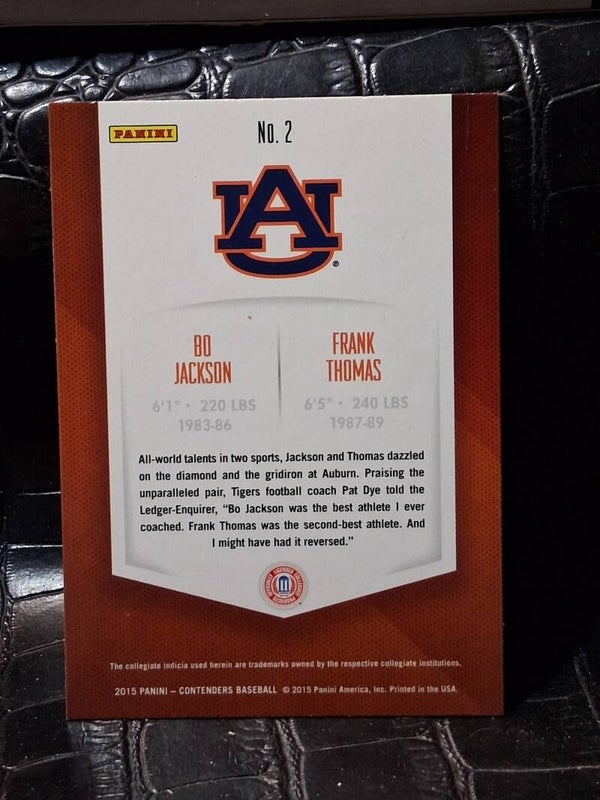 PANINI
No. 2
AU
®
BO
JACKSON
6'1" • 220 LBS
1983-86
FRANK
THOMAS
6'5" • 240 LBS
1987-89
All-world talents in two sports, Jackson and Thomas dazzled
on the diamond and the gridiron at Auburn. Praising the
unparalleled pair, Tigers football coach Pat Dye told the
Ledger-Enquirer, “Bo Jackson was the best athlete I ever
coached. Frank Thomas was the second-best athlete. And
I might have had it reversed.”
OFFICIALLY LICENSED COLLEGIATE PRODUCTS
The collegiate indicia used herein are trademarks owned by the respective collegiate institutions.
2015 PANINI – CONTENDERS BASEBALL © 2015 Panini America, Inc. Printed in the USA.